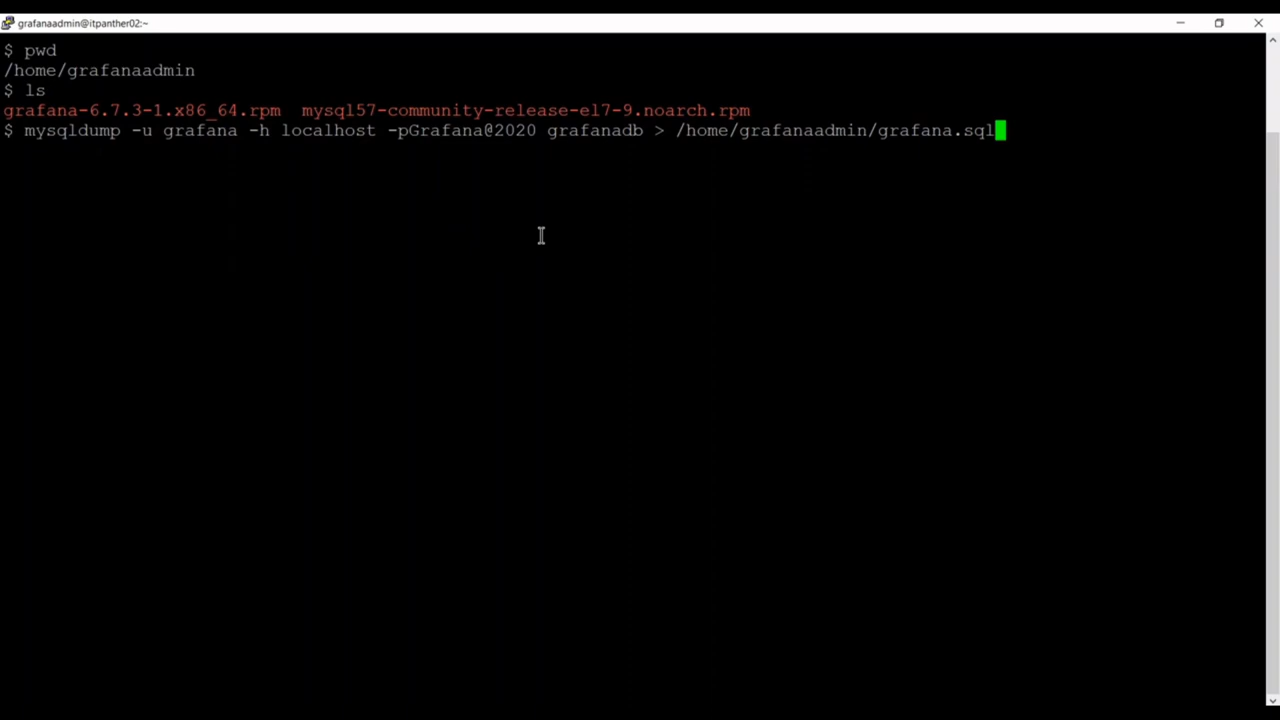 grafanaadmin@itpanther02:~
$ pwd
/home/grafanaadmin
$ ls
grafana-6.7.3-1.x86_64.rpm  mysql57-community-release-el7-9.noarch.rpm
$ mysqldump -u grafana -h localhost -pGrafana@2020 grafanadb > /home/grafanaadmin/grafana.sql